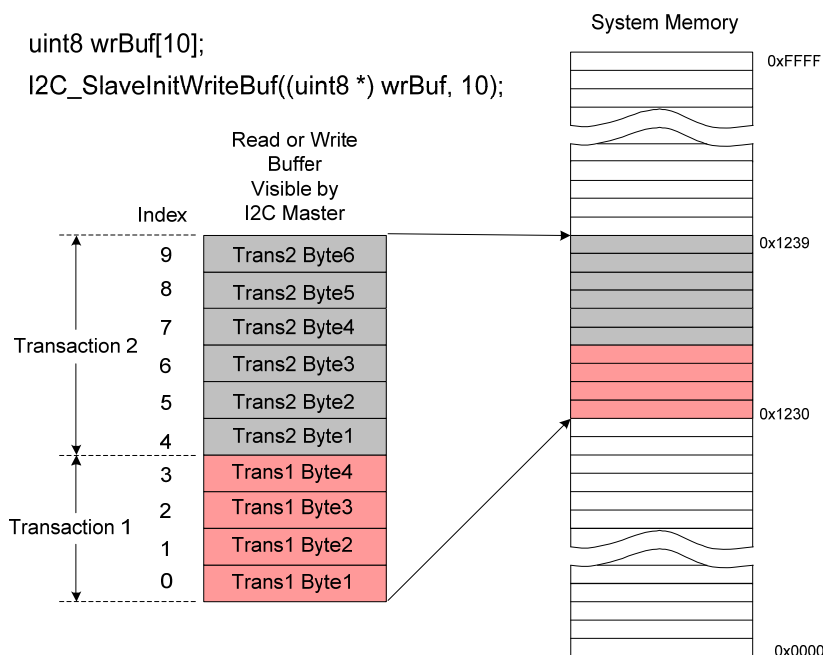 System Memory
uint8 wrBuf[10];
I2C_SlaveInitWriteBuf((uint8 *) wrBuf, 10);
0xFFFF
Read or Write
Buffer
Visible by
I2C Master
Index
0x1239
9 Trans2 Byte6
8 Trans2 Byte5
7 Trans2 Byte4
Transaction 2
6 Trans2 Byte3
5 Trans2 Byte2
0x1230
4 Trans2 Byte1
3 Trans1 Byte4
2 Trans1 Byte3
Transaction 1
1 Trans1 Byte2
0 Trans1 Byte1
0x0000